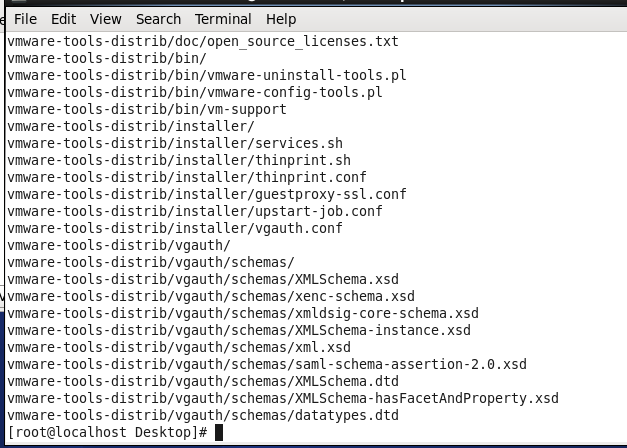 File Edit View Search Terminal Help
vmware-tools-distrib/doc/open_source_licenses.txt
vmware-tools-distrib/bin/
vmware-tools-distrib/bin/vmware-uninstall-tools.pl
vmware-tools-distrib/bin/vmware-config-tools.pl
vmware-tools-distrib/bin/vm-support
vmware-tools-distrib/installer/
vmware-tools-distrib/installer/services.sh
vmware-tools-distrib/installer/thinprint.sh
vmware-tools-distrib/installer/thinprint.conf
vmware-tools-distrib/installer/guestproxy-ssl.conf
vmware-tools-distrib/installer/upstart-job.conf
vmware-tools-distrib/installer/vgauth.conf
vmware-tools-distrib/vgauth/
vmware-tools-distrib/vgauth/schemas/
vmware-tools-distrib/vgauth/schemas/XMLSchema.xsd
vmware-tools-distrib/vgauth/schemas/xenc-schema.xsd
vmware-tools-distrib/vgauth/schemas/xmldsig-core-schema.xsd
vmware-tools-distrib/vgauth/schemas/XMLSchema-instance.xsd
vmware-tools-distrib/vgauth/schemas/xml.xsd
vmware-tools-distrib/vgauth/schemas/saml-schema-assertion-2.0.xsd
vmware-tools-distrib/vgauth/schemas/XMLSchema.dtd
vmware-tools-distrib/vgauth/schemas/XMLSchema-hasFacetAndProperty.xsd
vmware-tools-distrib/vgauth/schemas/datatypes.dtd
[root@localhost Desktop]#